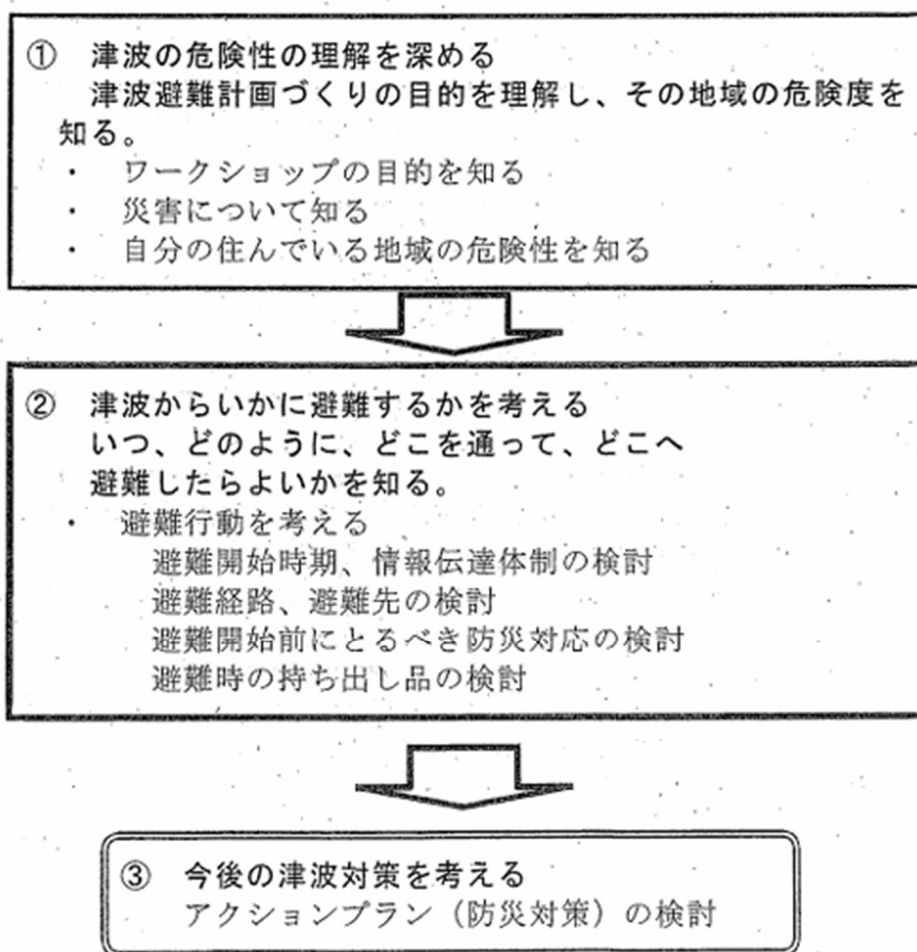 ① 津波の危険性の理解を深める
津波避難計画づくりの目的を理解し、その地域の危険度を
知る。
・ ワークショップの目的を知る
・ 災害について知る
・ 自分の住んでいる地域の危険性を知る
② 津波からいかに避難するかを考える
いつ、どのように、どこを通って、どこへ
避難したらよいかを知る。
・ 避難行動を考える
避難開始時期、情報伝達体制の検討
避難経路、避難先の検討
避難開始前にとるべき防災対応の検討
避難時の持ち出し品の検討
③ 今後の津波対策を考える
アクションプラン（防災対策）の検討